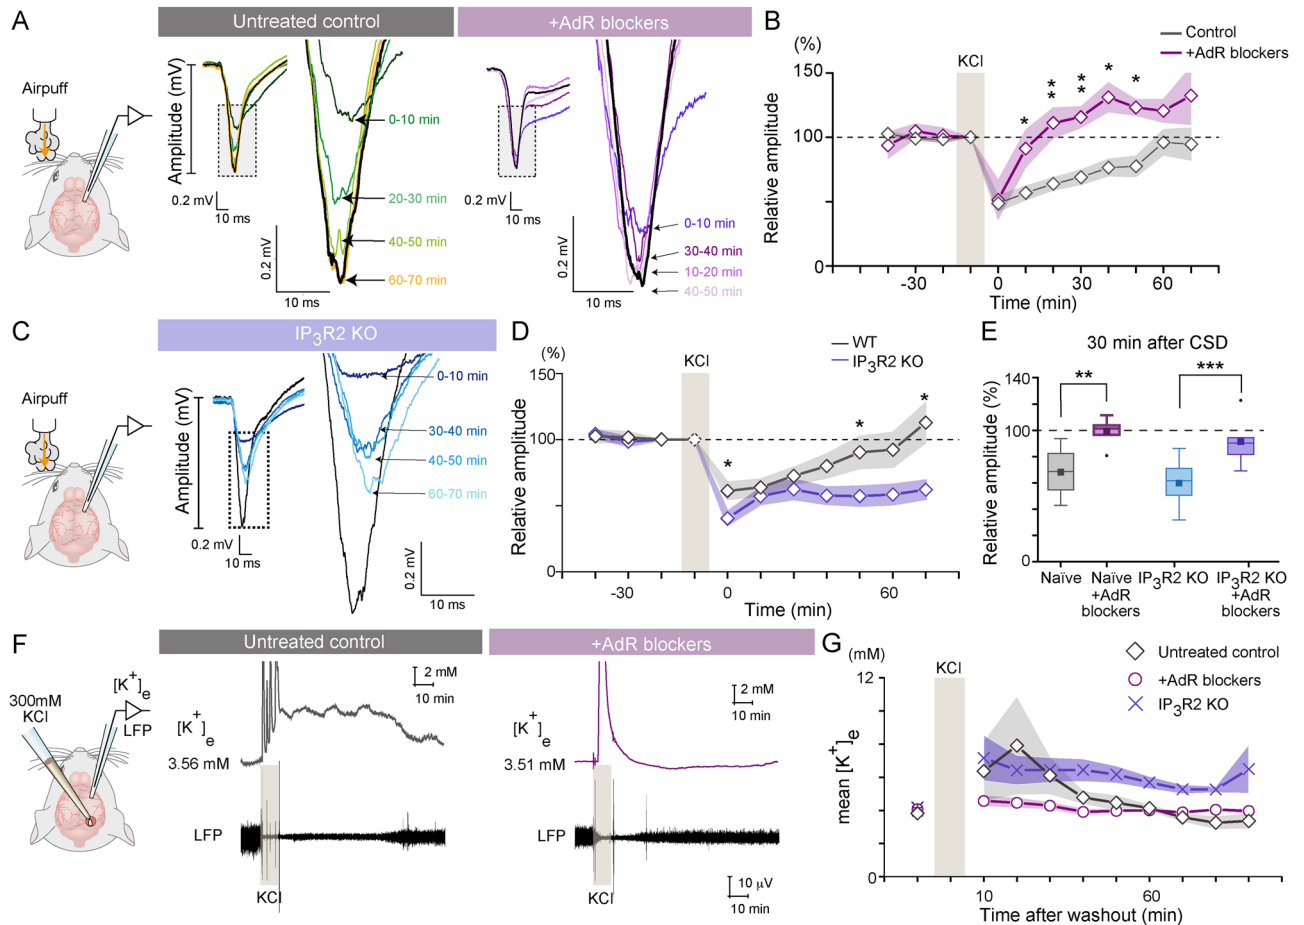 A
Untreated control
+AdR blockers
Airpuff
Amplitude (mV)
0.2 mV
10 ms
0-10 min
20-30 min
40-50 min
60-70 min
0.2 mV
10 ms
0.2 mV
10 ms
0-10 min
30-40 min
10-20 min
40-50 min
0.2 mV
10 ms
B
(%)
Control
+AdR blockers
KCl
150
100
0
Relative amplitude
*
* *
* *
*
*
-30
0
30
60
Time (min)
C
IP3R2 KO
Airpuff
Amplitude (mV)
0.2 mV
10 ms
0-10 min
30-40 min
40-50 min
60-70 min
0.2 mV
10 ms
D
(%)
WT
IP3R2 KO
KCl
150
100
0
Relative amplitude
*
*
*
-30
0
30
60
Time (min)
E
30 min after CSD
**
***
140
100
0
Relative amplitude (%)
Naïve
Naïve
+AdR
blockers
IP3R2 KO
IP3R2 KO
+AdR
blockers
F
Untreated control
+AdR blockers
300mM
KCl
[K+]e
LFP
2 mM
10 min
[K+]e
3.56 mM
LFP
KCl
2 mM
10 min
[K+]e
3.51 mM
LFP
KCl
10 µV
10 min
G
(mM)
KCl
Untreated control
+AdR blockers
IP3R2 KO
12
0
mean [K+]e
10
60
Time after washout (min)